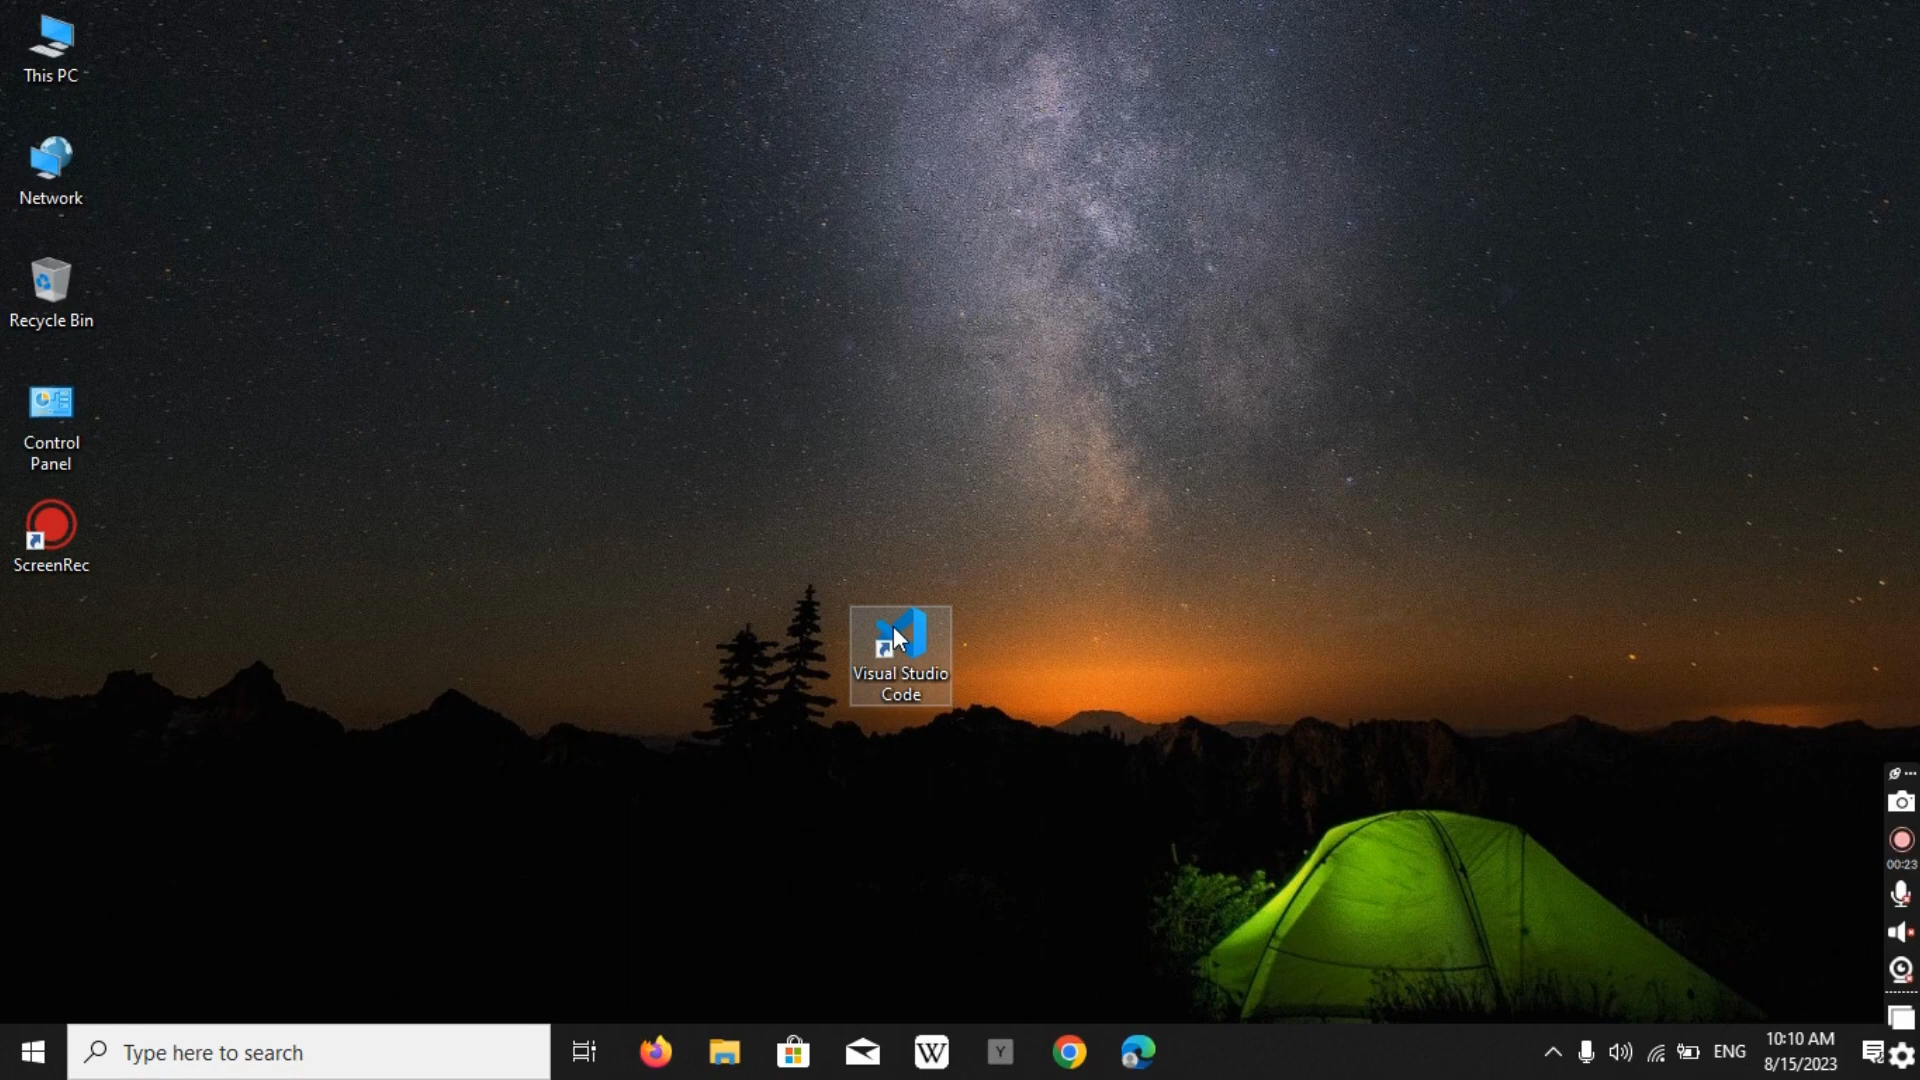 This PC
Network
Recycle Bin
Control
Panel
ScreenRec
Visual Studio
Code
00:23
Type here to search
W
Y
ENG
10:10 AM
8/15/2023